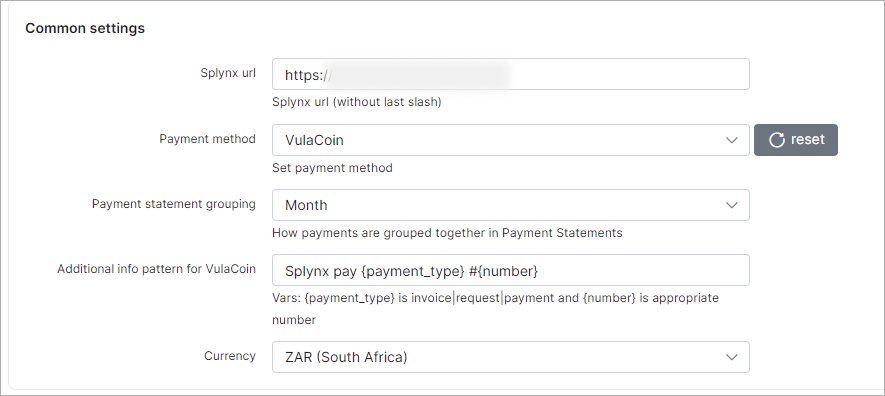 Common settings
Splynx url
https:/
Splynx url (without last slash)
Payment method
VulaCoin
reset
Set payment method
Payment statement grouping
Month
How payments are grouped together in Payment Statements
Additional info pattern for VulaCoin
Splynx pay {payment_type} #{number}
Vars: {payment_type} is invoice|request|payment and {number} is appropriate
number
Currency
ZAR (South Africa)